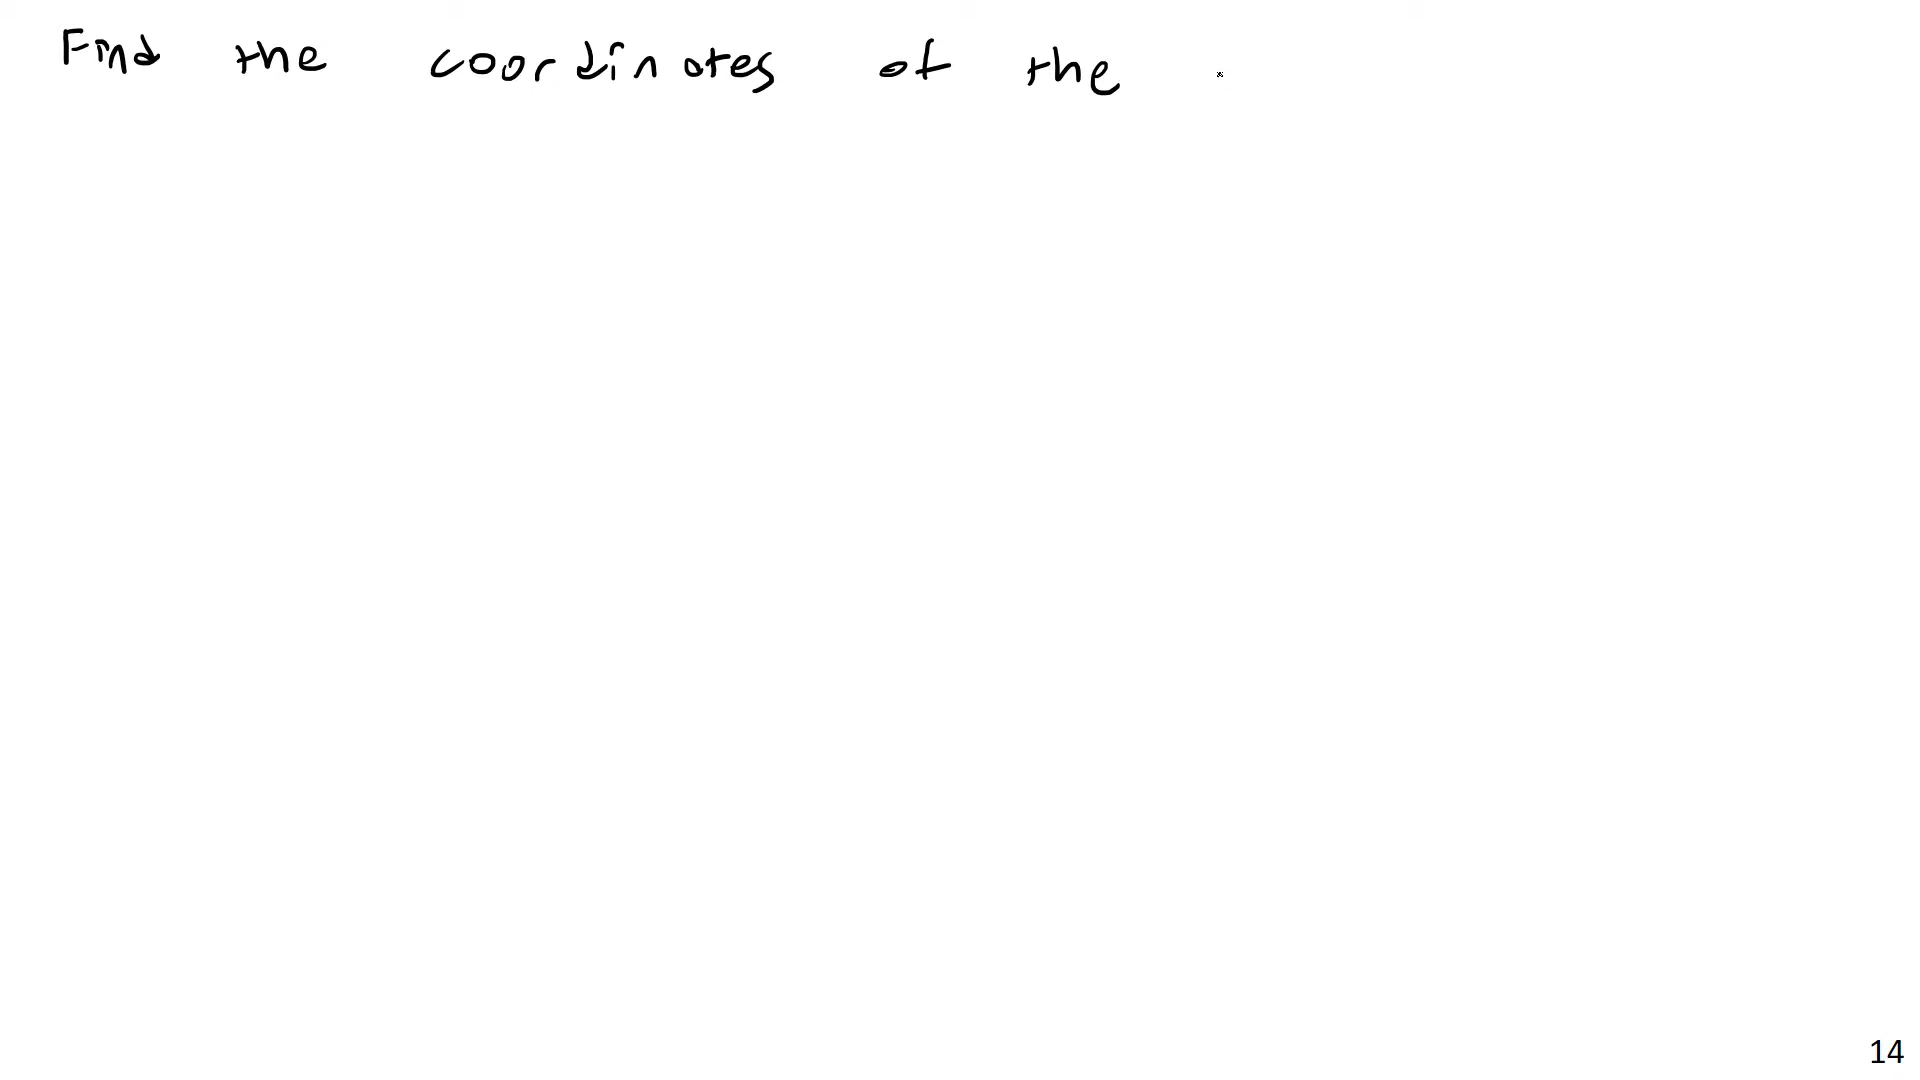 Find the coordinates of the
14